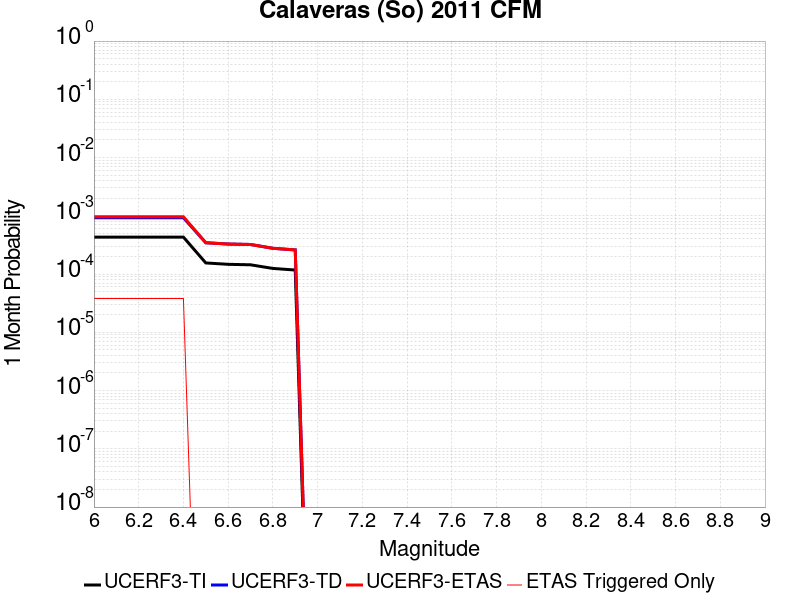 Calaveras (So) 2011 CFM
10^0
10^-1
10^-2
10^-3
10^-4
10^-5
10^-6
10^-7
10^-8
1 Month Probability
6 6.2 6.4 6.6 6.8 7 7.2 7.4 7.6 7.8 8 8.2 8.4 8.6 8.8 9
Magnitude
UCERF3-TI UCERF3-TD UCERF3-ETAS ETAS Triggered Only